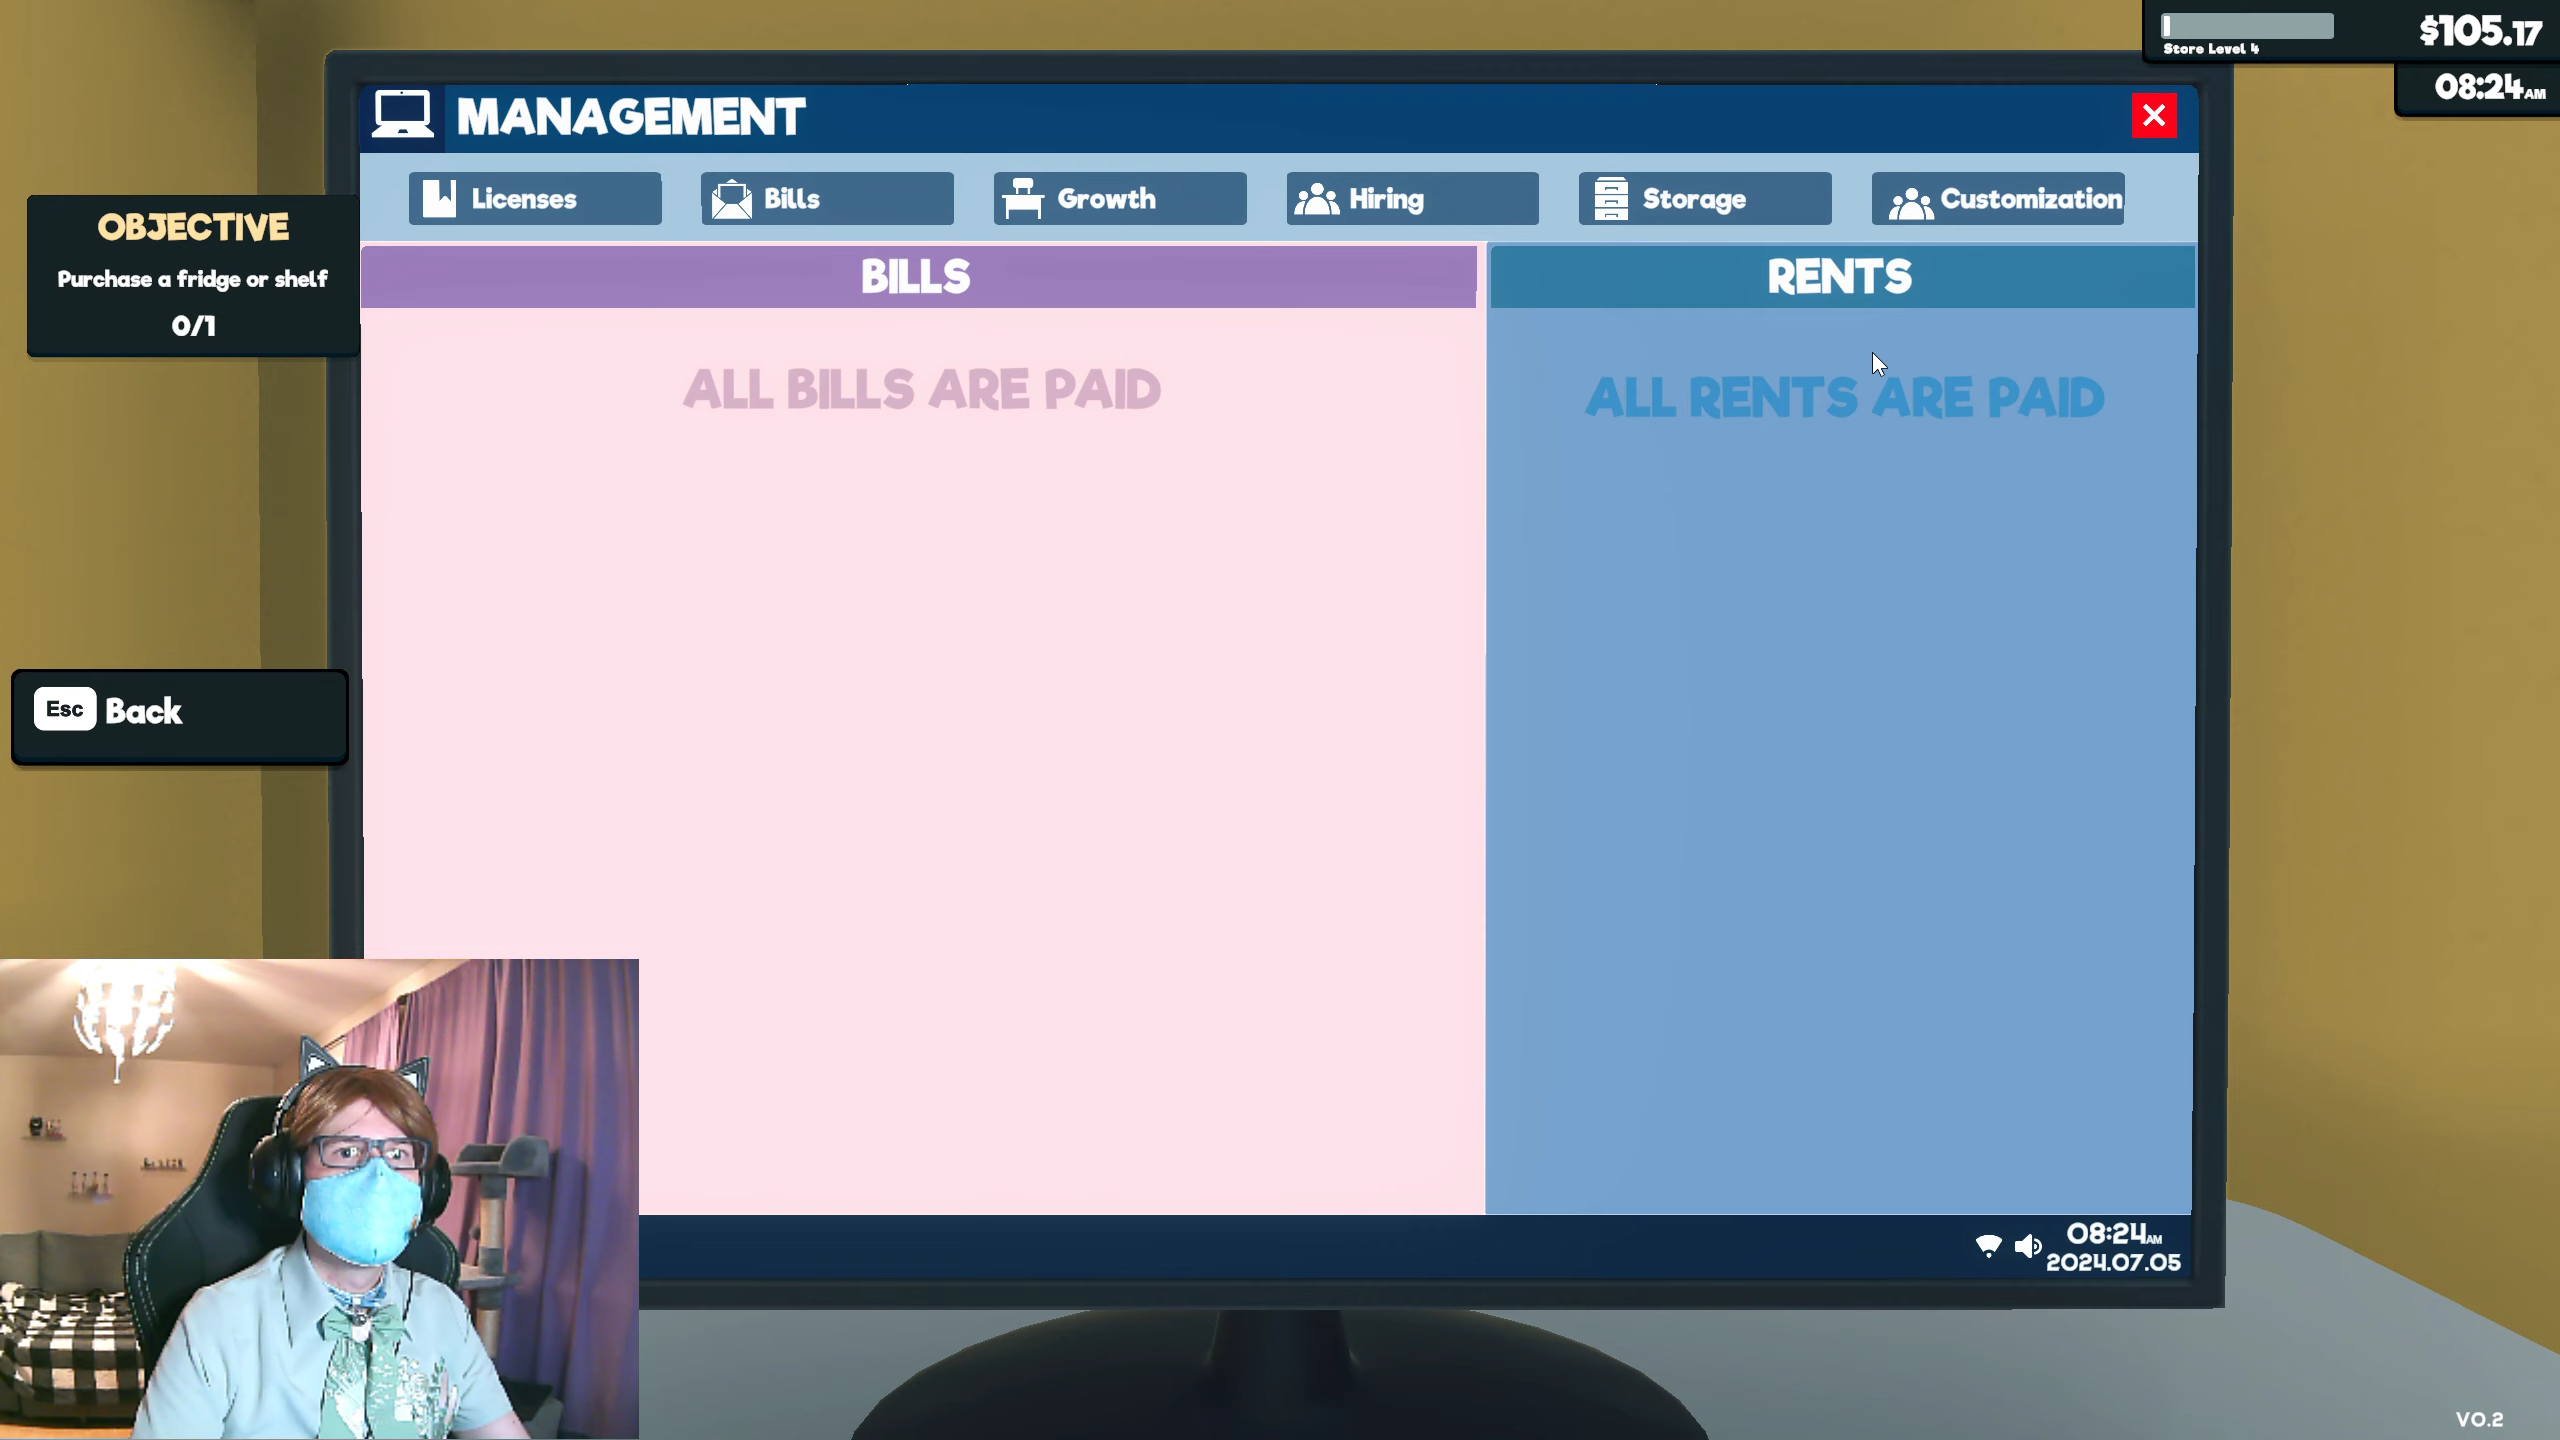 $105.17
Store Level 4
08:24AM
MANAGEMENT
Licenses
Bills
Growth
Hiring
Storage
Customization
OBJECTIVE
Purchase a fridge or shelf
0/1
BILLS
RENTS
ALL BILLS ARE PAID
ALL RENTS ARE PAID
Esc Back
08:24AM
2024.07.05
V0.2